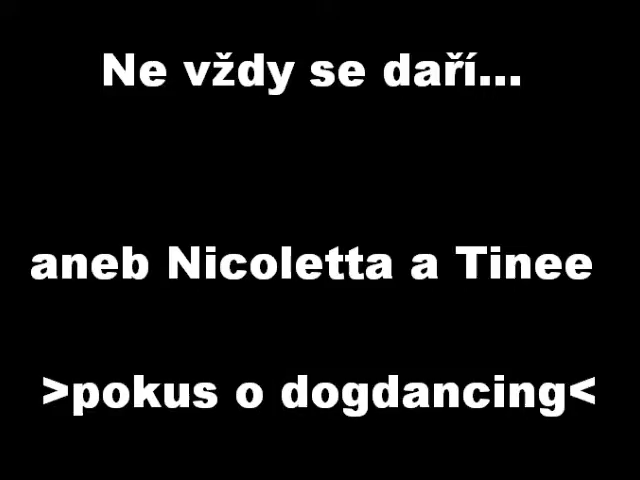 Ne vždy se daří...
aneb Nicoletta a Tinee
>pokus o dogdancing<